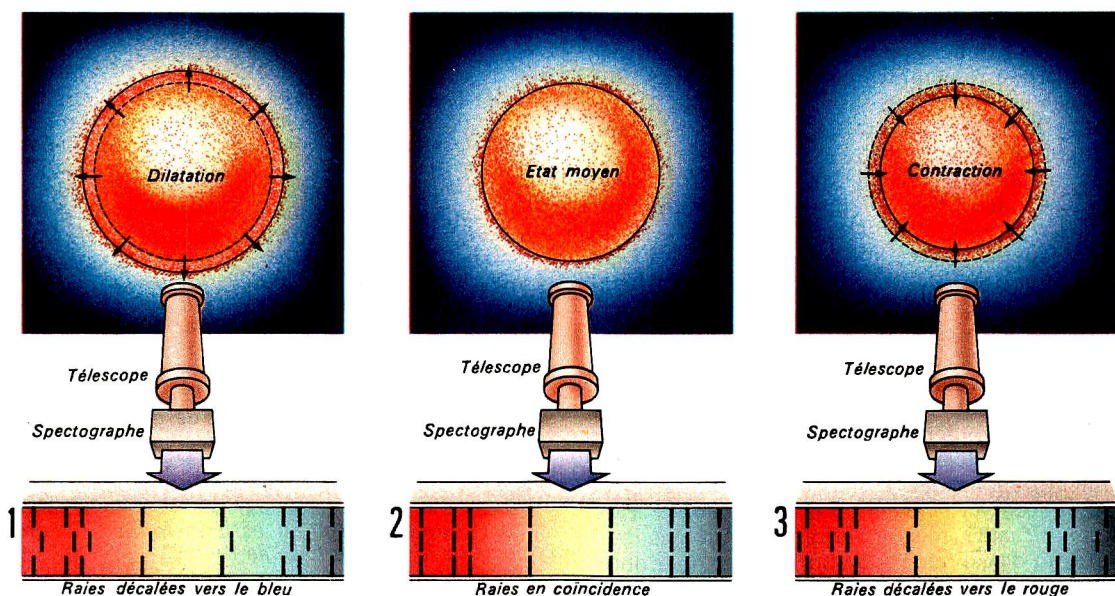 Dilatation
Etat moyen
Contraction
Télescope
Télescope
Télescope
Spectographe
Spectographe
Spectographe
1
2
3
Raies décalées vers le bleu
Raies en coïncidence
Raies décalées vers le rouge